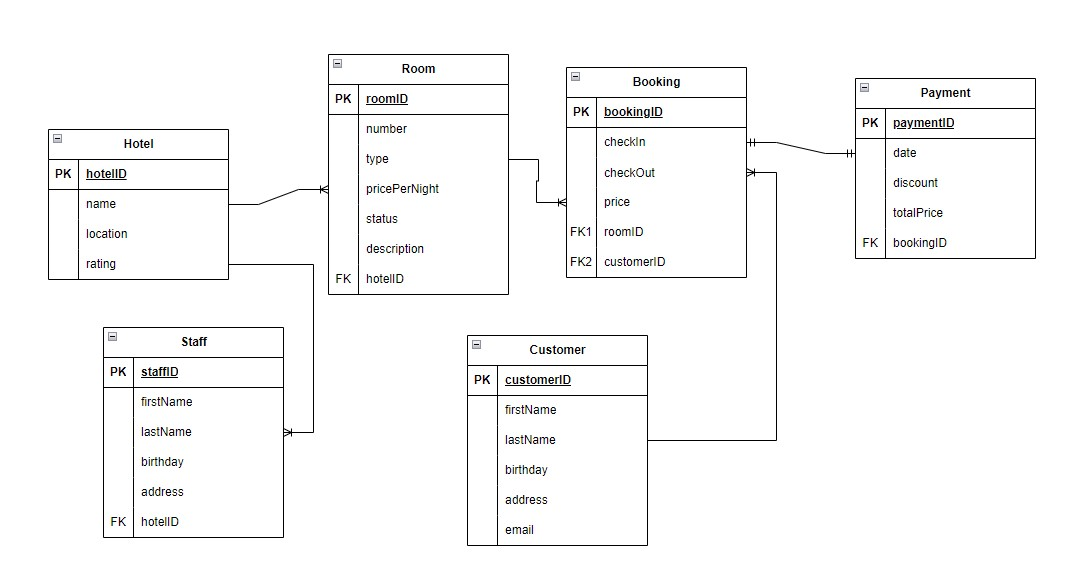 Hotel
PK hotelID
name
location
rating
Room
PK roomID
number
type
pricePerNight
status
description
FK hotelID
Booking
PK bookingID
checkIn
checkOut
price
FK1 roomID
FK2 customerID
Payment
PK paymentID
date
discount
totalPrice
FK bookingID
Staff
PK staffID
firstName
lastName
birthday
address
FK hotelID
Customer
PK customerID
firstName
lastName
birthday
address
email